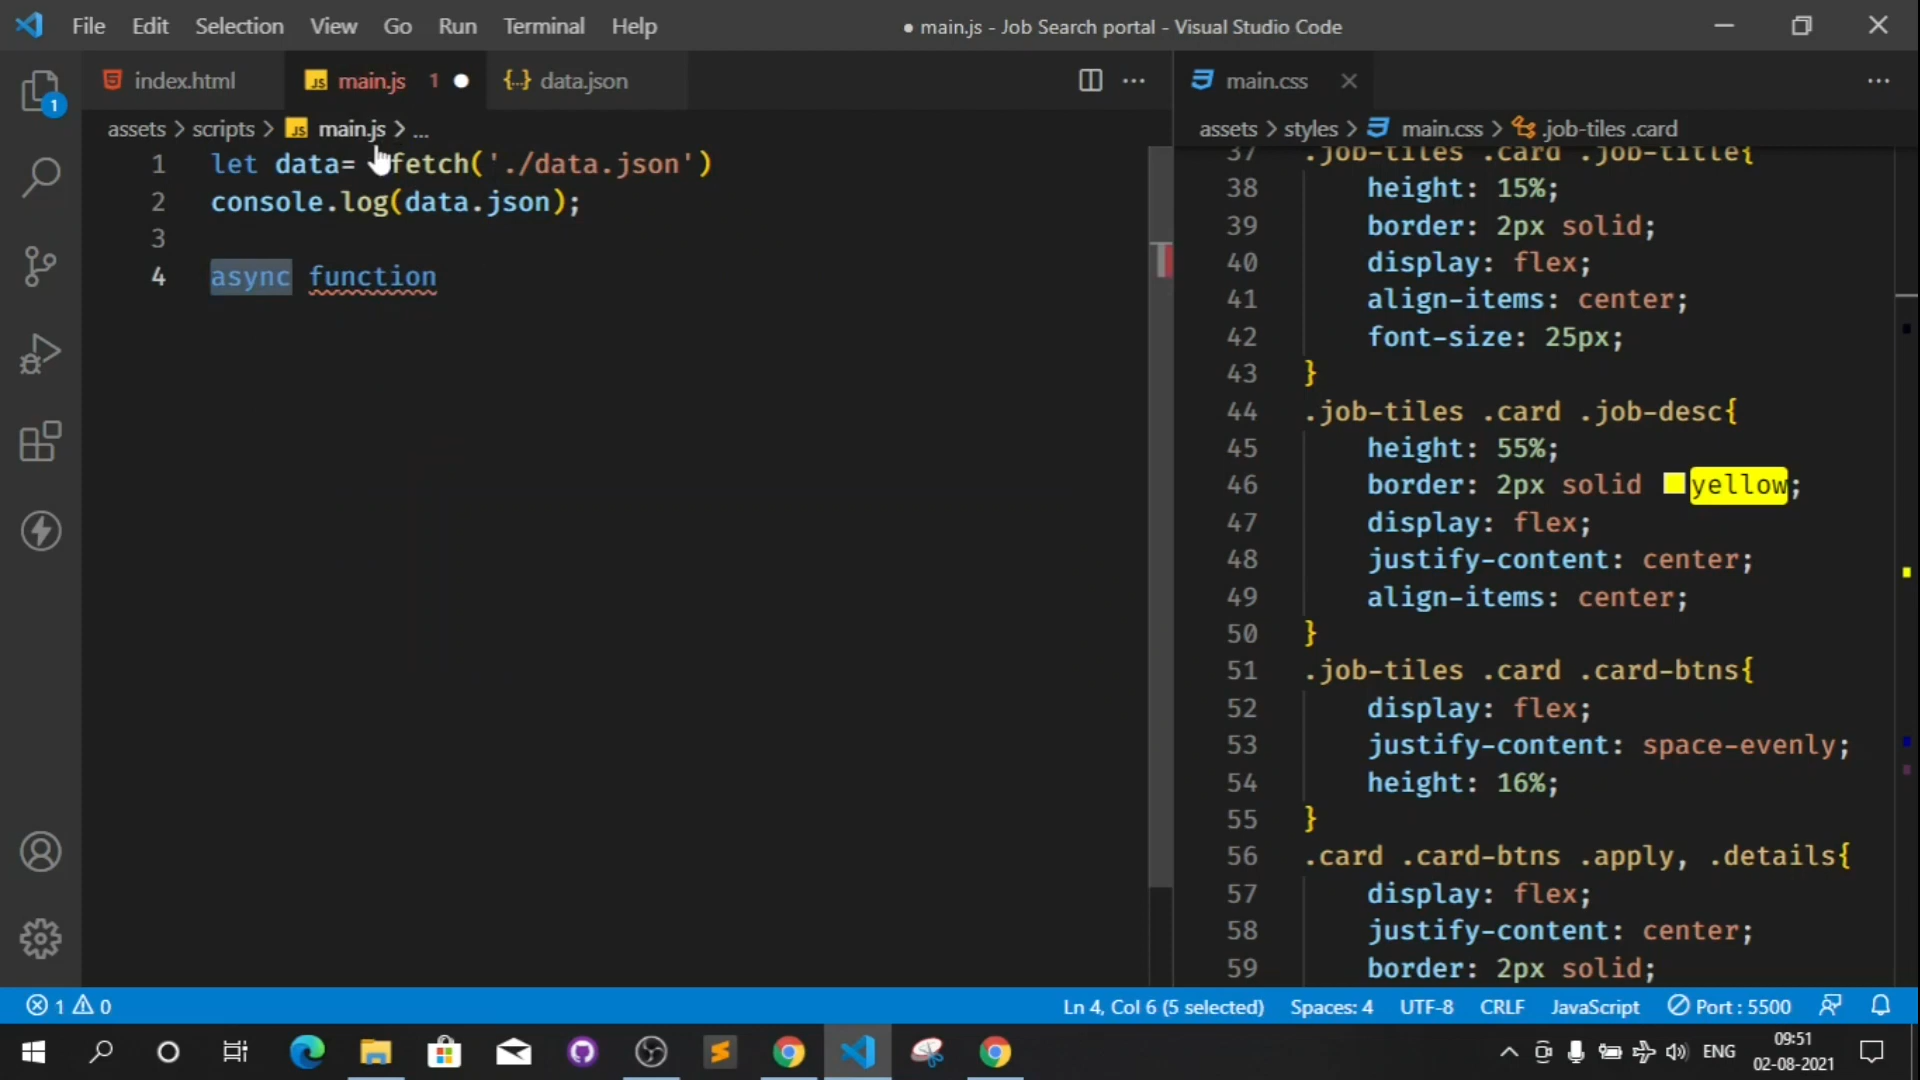 File Edit Selection View Go Run Terminal Help
● main.js - Job Search portal - Visual Studio Code
index.html
main.js 1 ●
{..} data.json
main.css
assets > scripts > JS main.js > ...
1 let data= fetch('./data.json')
2 console.log(data.json);
3
4 async function
assets > styles > main.css > .job-tiles .card
37 .job-tiles .card .job-title{
38 height: 15%;
39 border: 2px solid;
40 display: flex;
41 align-items: center;
42 font-size: 25px;
43 }
44 .job-tiles .card .job-desc{
45 height: 55%;
46 border: 2px solid yellow;
47 display: flex;
48 justify-content: center;
49 align-items: center;
50 }
51 .job-tiles .card .card-btns{
52 display: flex;
53 justify-content: space-evenly;
54 height: 16%;
55 }
56 .card .card-btns .apply, .details{
57 display: flex;
58 justify-content: center;
59 border: 2px solid;
1
1 0
Ln 4, Col 6 (5 selected) Spaces: 4 UTF-8 CRLF JavaScript Port : 5500
ENG
09:51
02-08-2021